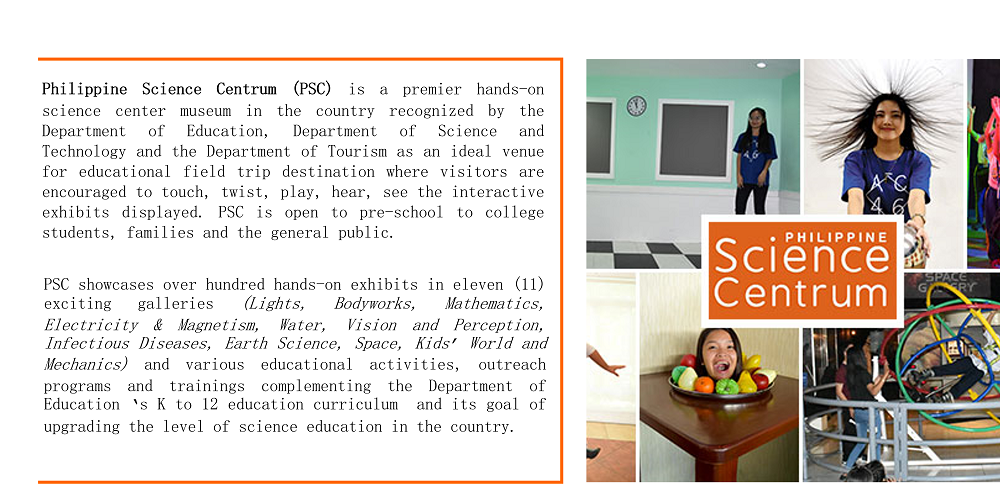 Philippine Science Centrum (PSC) is a premier hands-on
science center museum in the country recognized by the
Department of Education, Department of Science and
Technology and the Department of Tourism as an ideal venue
for educational field trip destination where visitors are
encouraged to touch, twist, play, hear, see the interactive
exhibits displayed. PSC is open to pre-school to college
students, families and the general public.
PSC showcases over hundred hands-on exhibits in eleven (11)
exciting galleries (Lights, Bodyworks, Mathematics,
Electricity & Magnetism, Water, Vision and Perception,
Infectious Diseases, Earth Science, Space, Kids' World and
Mechanics) and various educational activities, outreach
programs and trainings complementing the Department of
Education ‛s K to 12 education curriculum and its goal of
upgrading the level of science education in the country.
PHILIPPINE
Science
Centrum
SPACE
GALLERY